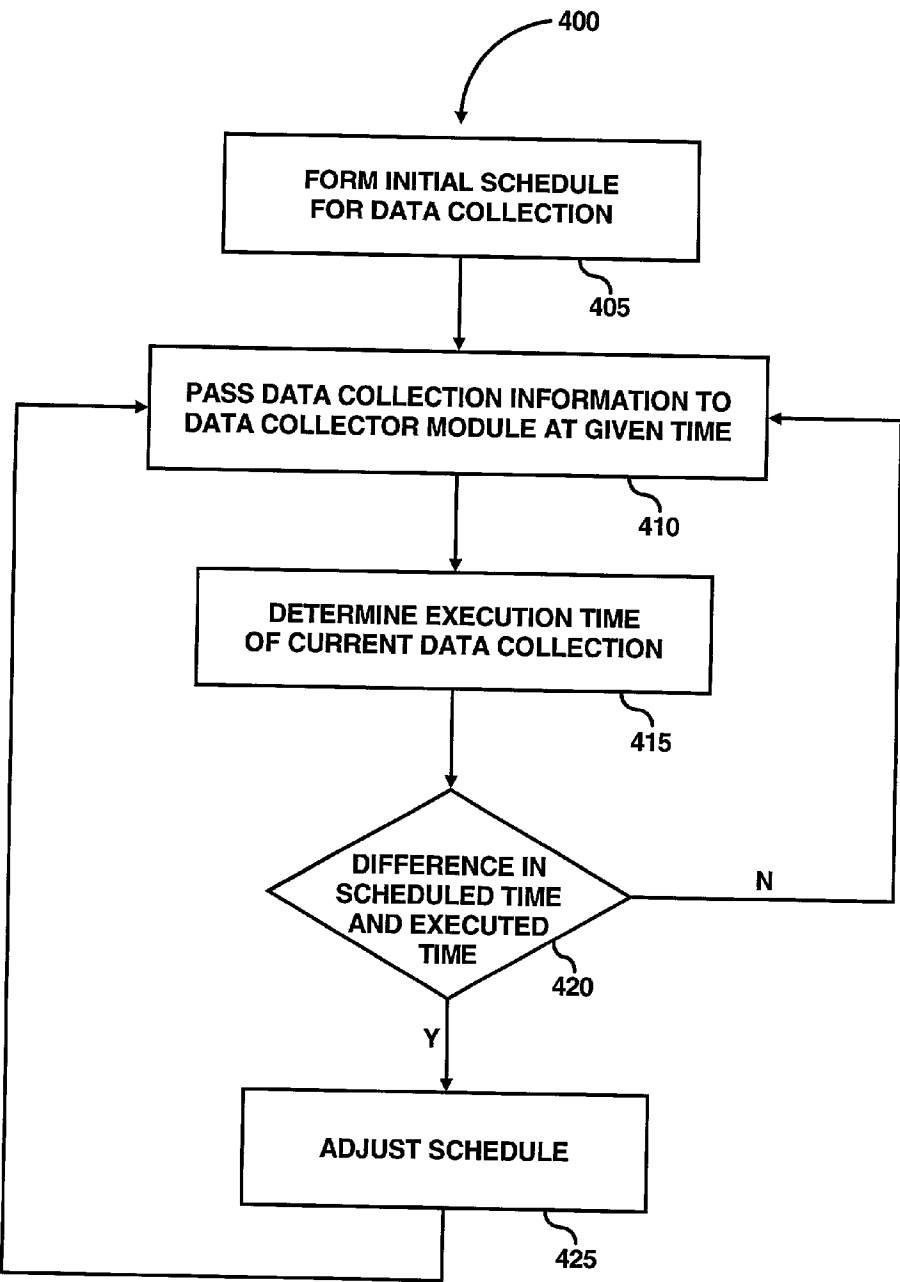 400
FORM INITIAL SCHEDULE
FOR DATA COLLECTION
405
PASS DATA COLLECTION INFORMATION TO
DATA COLLECTOR MODULE AT GIVEN TIME
410
DETERMINE EXECUTION TIME
OF CURRENT DATA COLLECTION
415
DIFFERENCE IN
SCHEDULED TIME
AND EXECUTED
TIME
N
420
Y
ADJUST SCHEDULE
425